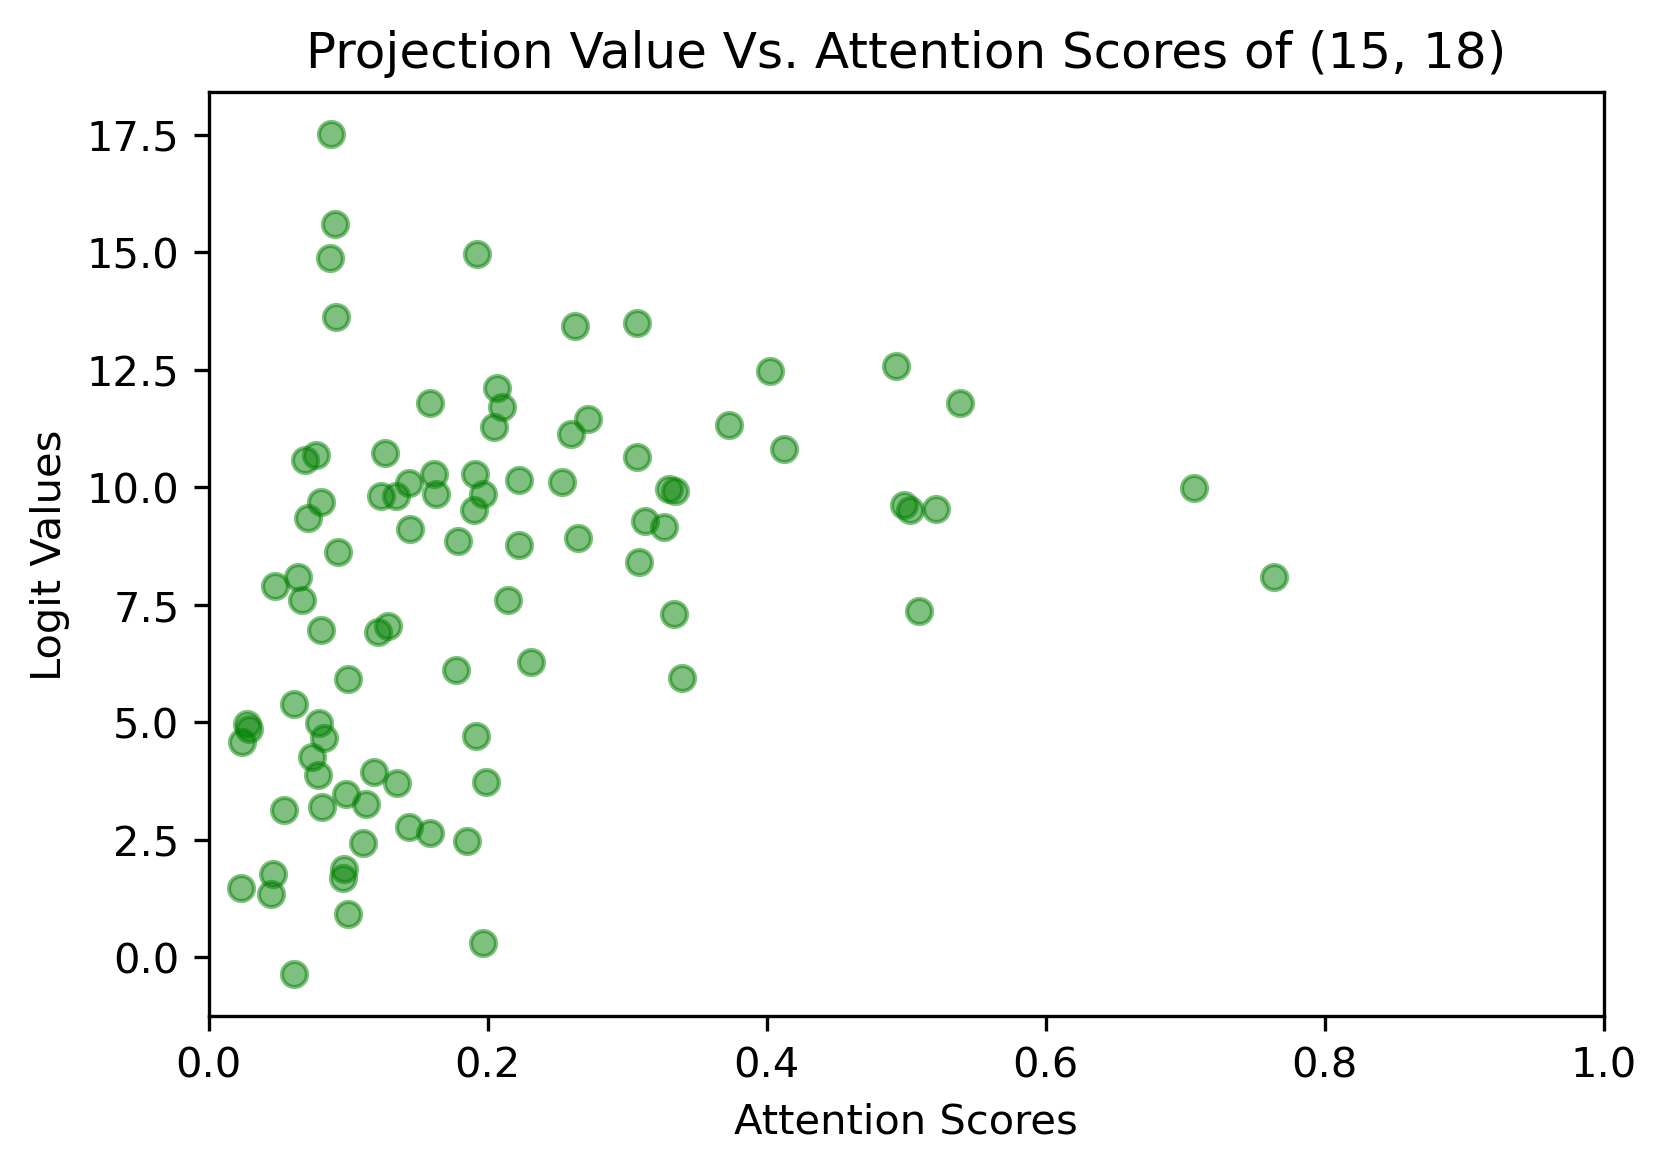 Projection Value Vs. Attention Scores of (15, 18)
17.5
15.0
12.5
10.0
7.5
5.0
2.5
0.0
Logit Values
0.0 0.2 0.4 0.6 0.8 1.0
Attention Scores